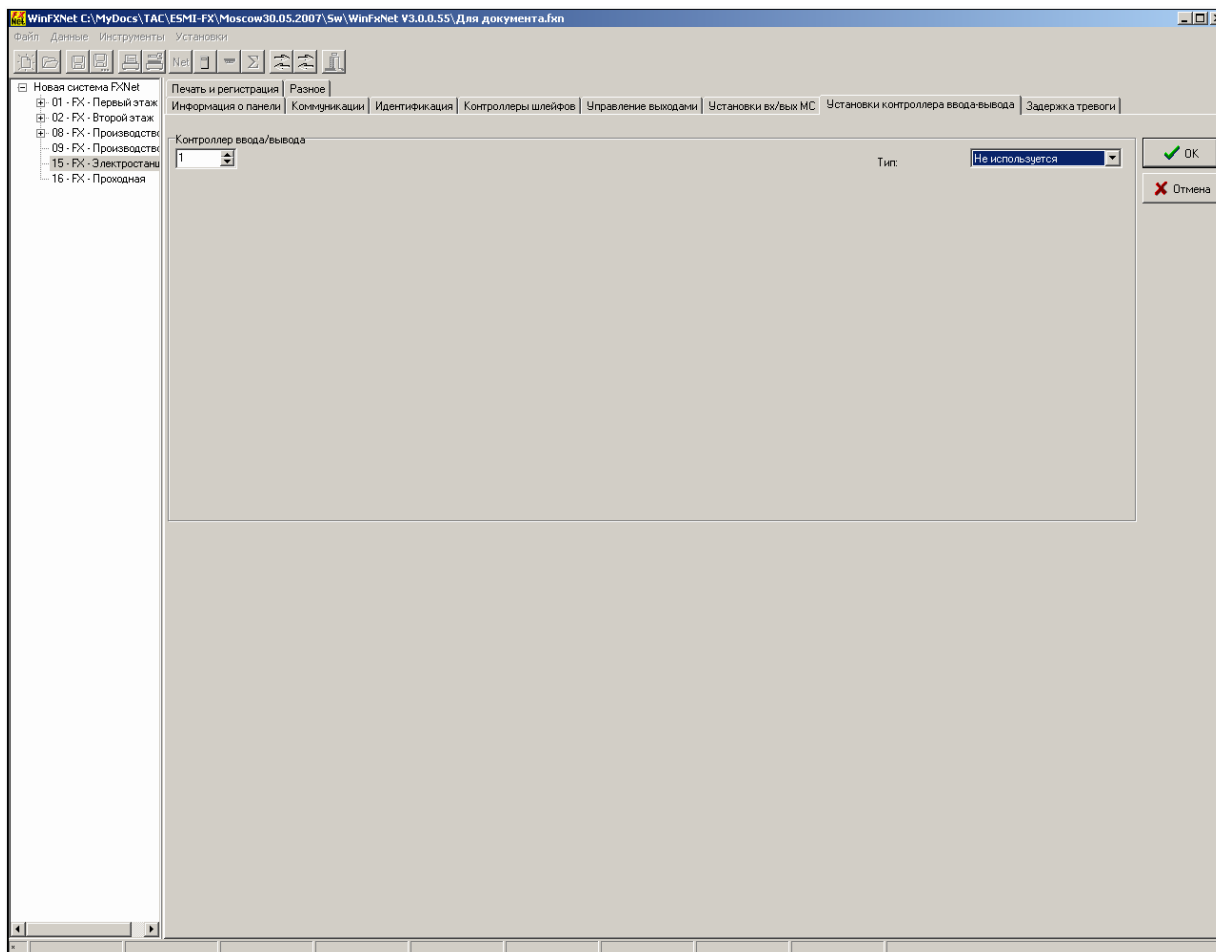 WinFXNet C:\MyDocs\TAC\ESMI-FX\Moscow30.05.2007\Sw\WinFxNet V3.0.0.55\Для документа.fxn
Файл Данные Инструменты Установки
Net Σ
Новая система FXNet
01 - FX - Первый этаж
02 - FX - Второй этаж
08 - FX - Производство
09 - FX - Производство
15 - FX - Электростанц
16 - FX - Проходная
Печать и регистрация Разное
Информация о панели Коммуникации Идентификация Контроллеры шлейфов Управление выходами Установки вх/вых МС Установки контроллера ввода-вывода Задержка тревоги
Контроллер ввода/вывода
1
Тип: Не используется
OK
Отмена